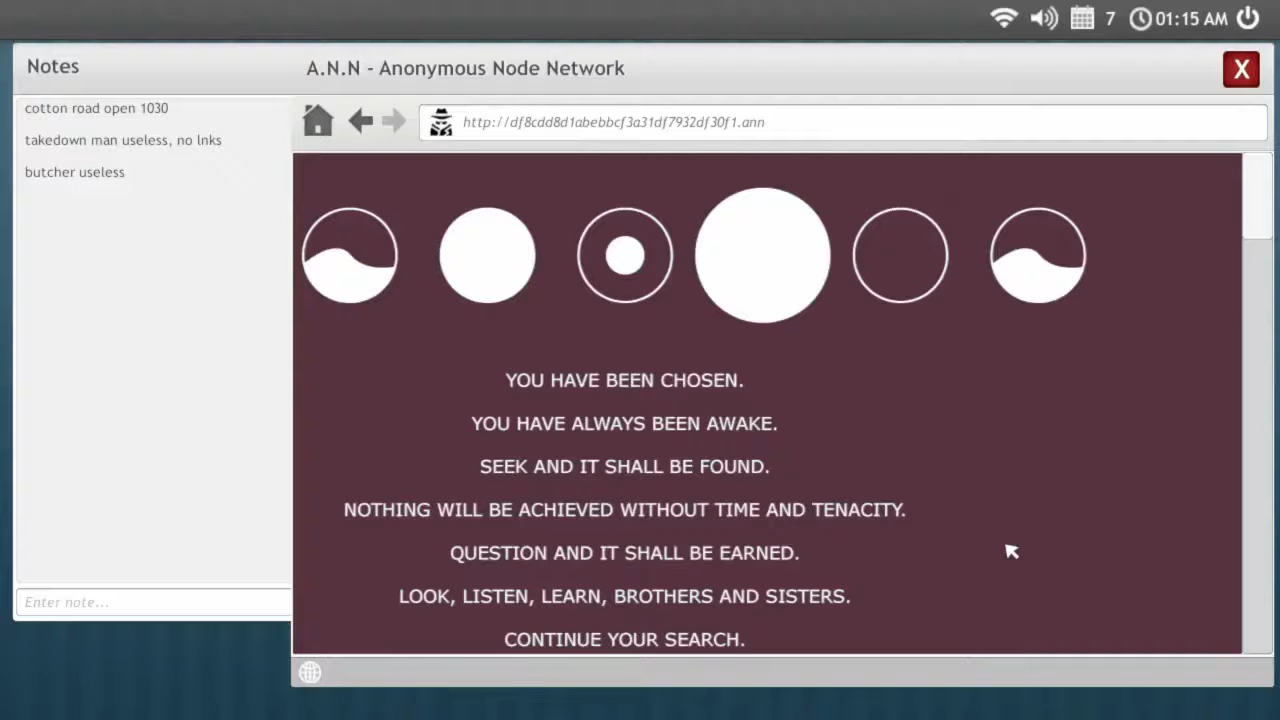 7 01:15 AM
Notes
A.N.N - Anonymous Node Network
X
cotton road open 1030
takedown man useless, no lnks
butcher useless
http://df8cdd8d1abebbcf3a31df7932df30f1.ann
YOU HAVE BEEN CHOSEN.
YOU HAVE ALWAYS BEEN AWAKE.
SEEK AND IT SHALL BE FOUND.
NOTHING WILL BE ACHIEVED WITHOUT TIME AND TENACITY.
QUESTION AND IT SHALL BE EARNED.
LOOK, LISTEN, LEARN, BROTHERS AND SISTERS.
CONTINUE YOUR SEARCH.
Enter note...